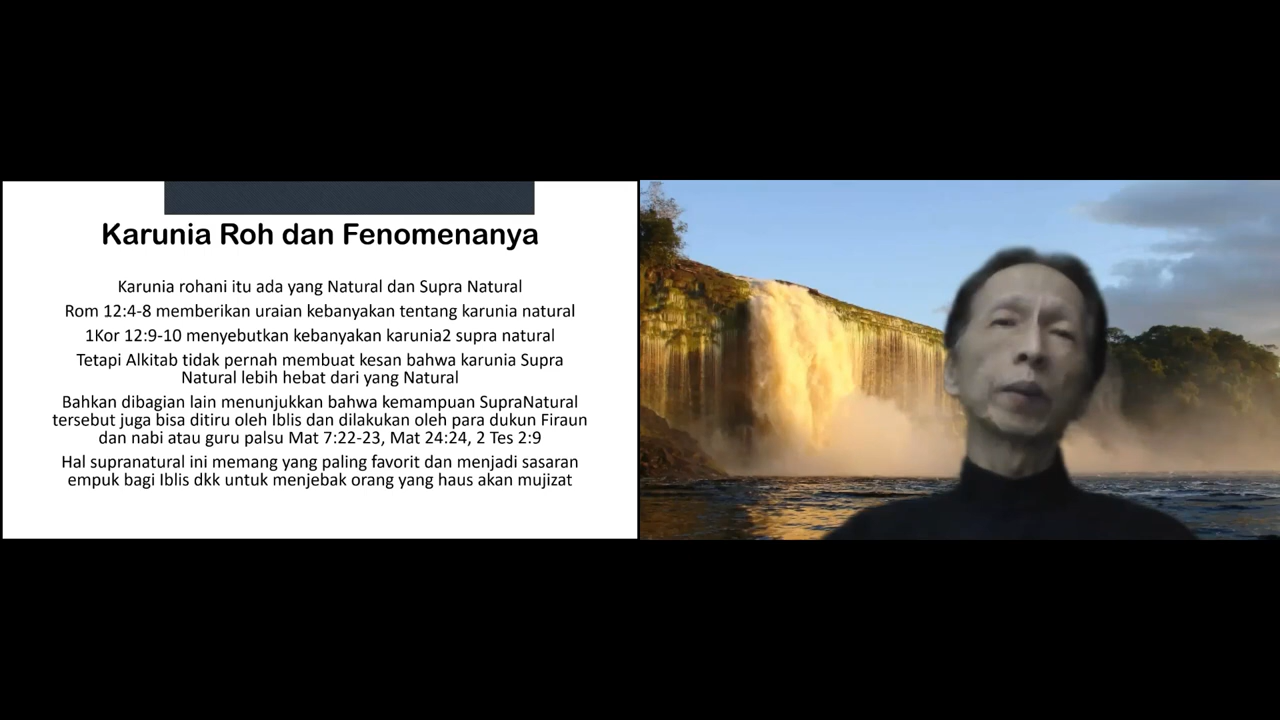 Karunia Roh dan Fenomenanya
Karunia rohani itu ada yang Natural dan Supra Natural
Rom 12:4-8 memberikan uraian kebanyakan tentang karunia natural
1Kor 12:9-10 menyebutkan kebanyakan karunia2 supra natural
Tetapi Alkitab tidak pernah membuat kesan bahwa karunia Supra
Natural lebih hebat dari yang Natural
Bahkan dibagian lain menunjukkan bahwa kemampuan SupraNatural
tersebut juga bisa ditiru oleh Iblis dan dilakukan oleh para dukun Firaun
dan nabi atau guru palsu Mat 7:22-23, Mat 24:24, 2 Tes 2:9
Hal supranatural ini memang yang paling favorit dan menjadi sasaran
empuk bagi Iblis dkk untuk menjebak orang yang haus akan mujizat